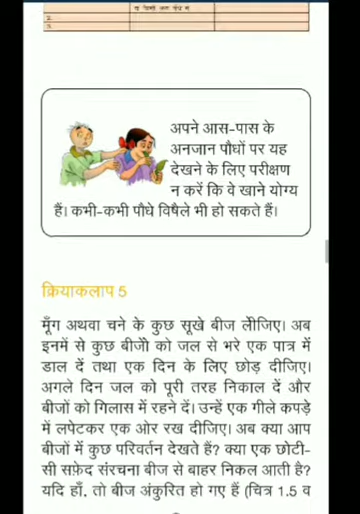 2.
3.
अपने आस-पास के
अनजान पौधों पर यह
देखने के लिए परीक्षण
न करें कि वे खाने योग्य
हैं। कभी-कभी पौधे विषैले भी हो सकते हैं।
क्रियाकलाप 5
मूँग अथवा चने के कुछ सूखे बीज लीजिए। अब
इनमें से कुछ बीजों को जल से भरे एक पात्र में
डाल दें तथा एक दिन के लिए छोड़ दीजिए।
अगले दिन जल को पूरी तरह निकाल दें और
बीजों को गिलास में रहने दें। उन्हें एक गीले कपड़े
में लपेटकर एक ओर रख दीजिए। अब क्या आप
बीजों में कुछ परिवर्तन देखते हैं? क्या एक छोटी-
सी सफ़ेद संरचना बीज से बाहर निकल आती है?
यदि हाँ, तो बीज अंकुरित हो गए हैं (चित्र 1.5 व